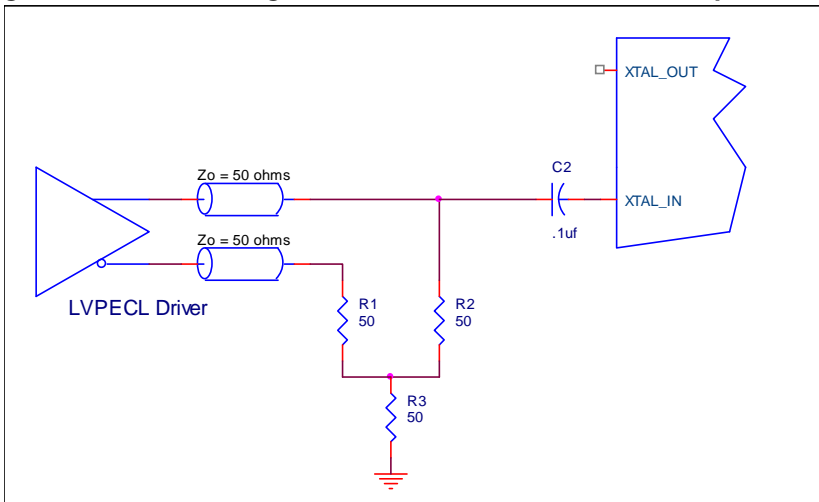 XTAL_OUT
Zo = 50 ohms
C2
XTAL_IN
.1uf
Zo = 50 ohms
LVPECL Driver
R1
50
R2
50
R3
50